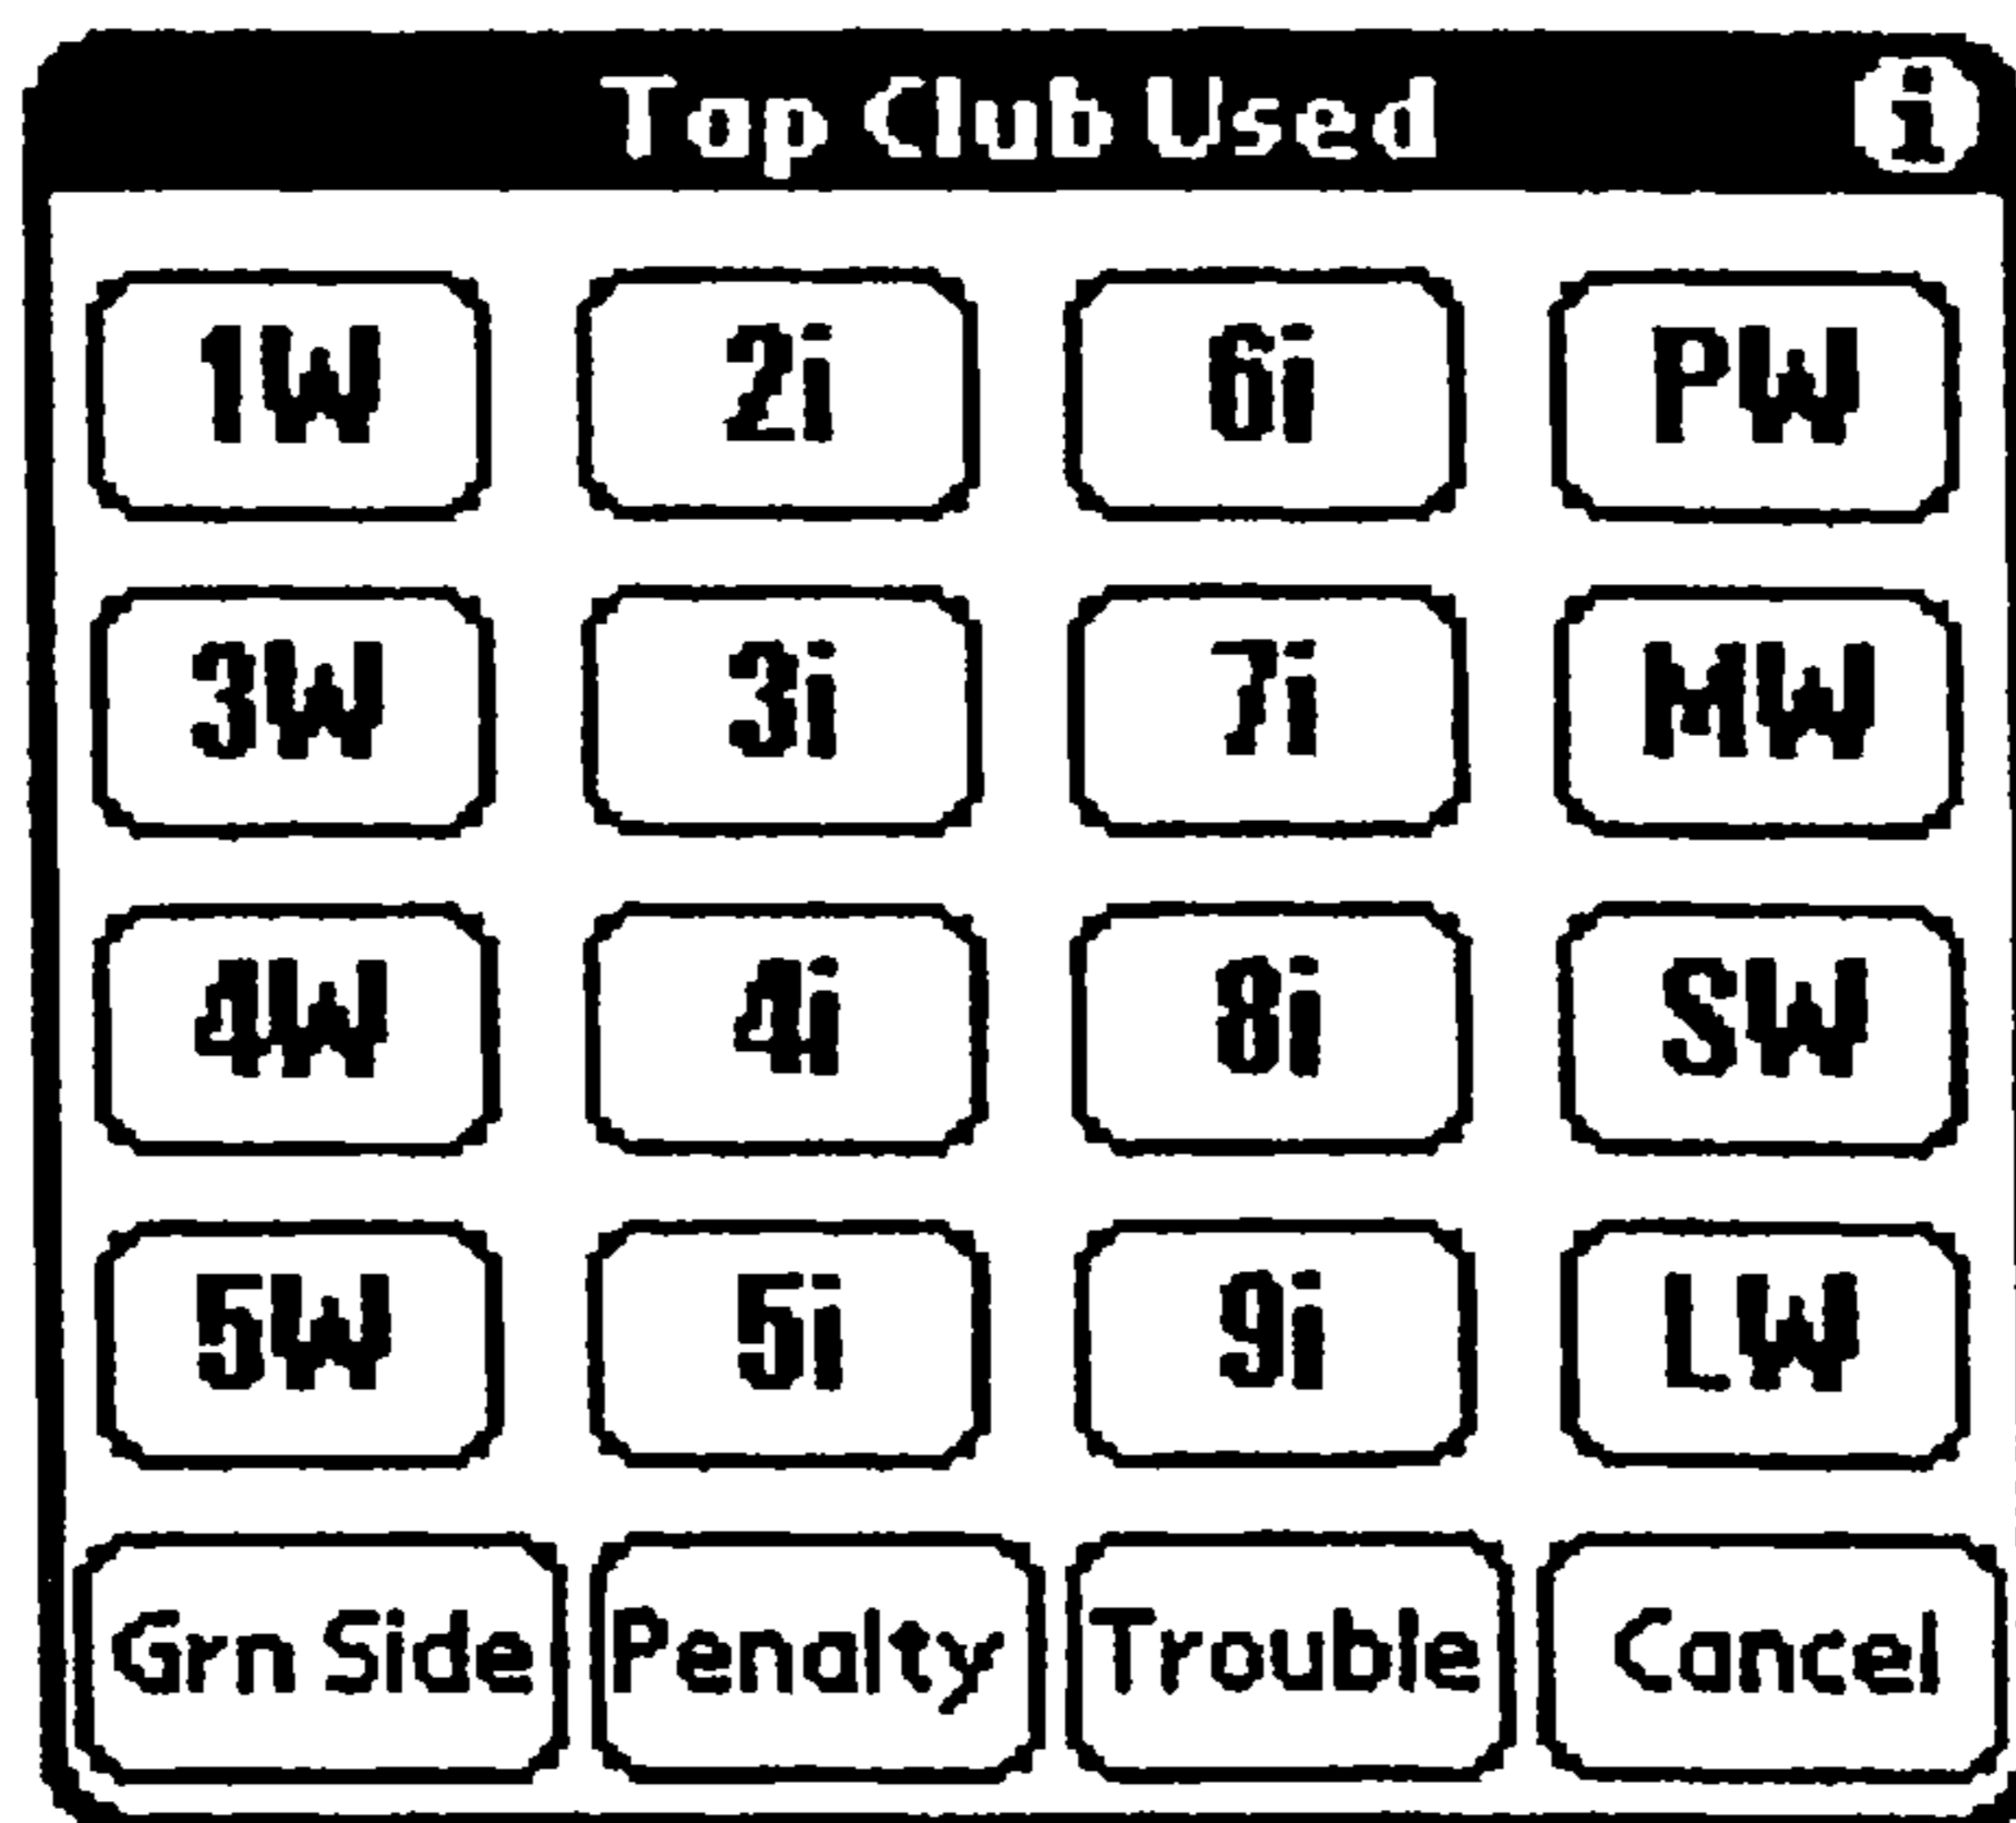 Top Club Used i
1W 2i 6i PW
3W 3i 7i MW
4W 4i 8i SW
5W 5i 9i LW
Grn Side Penalty Trouble Cancel